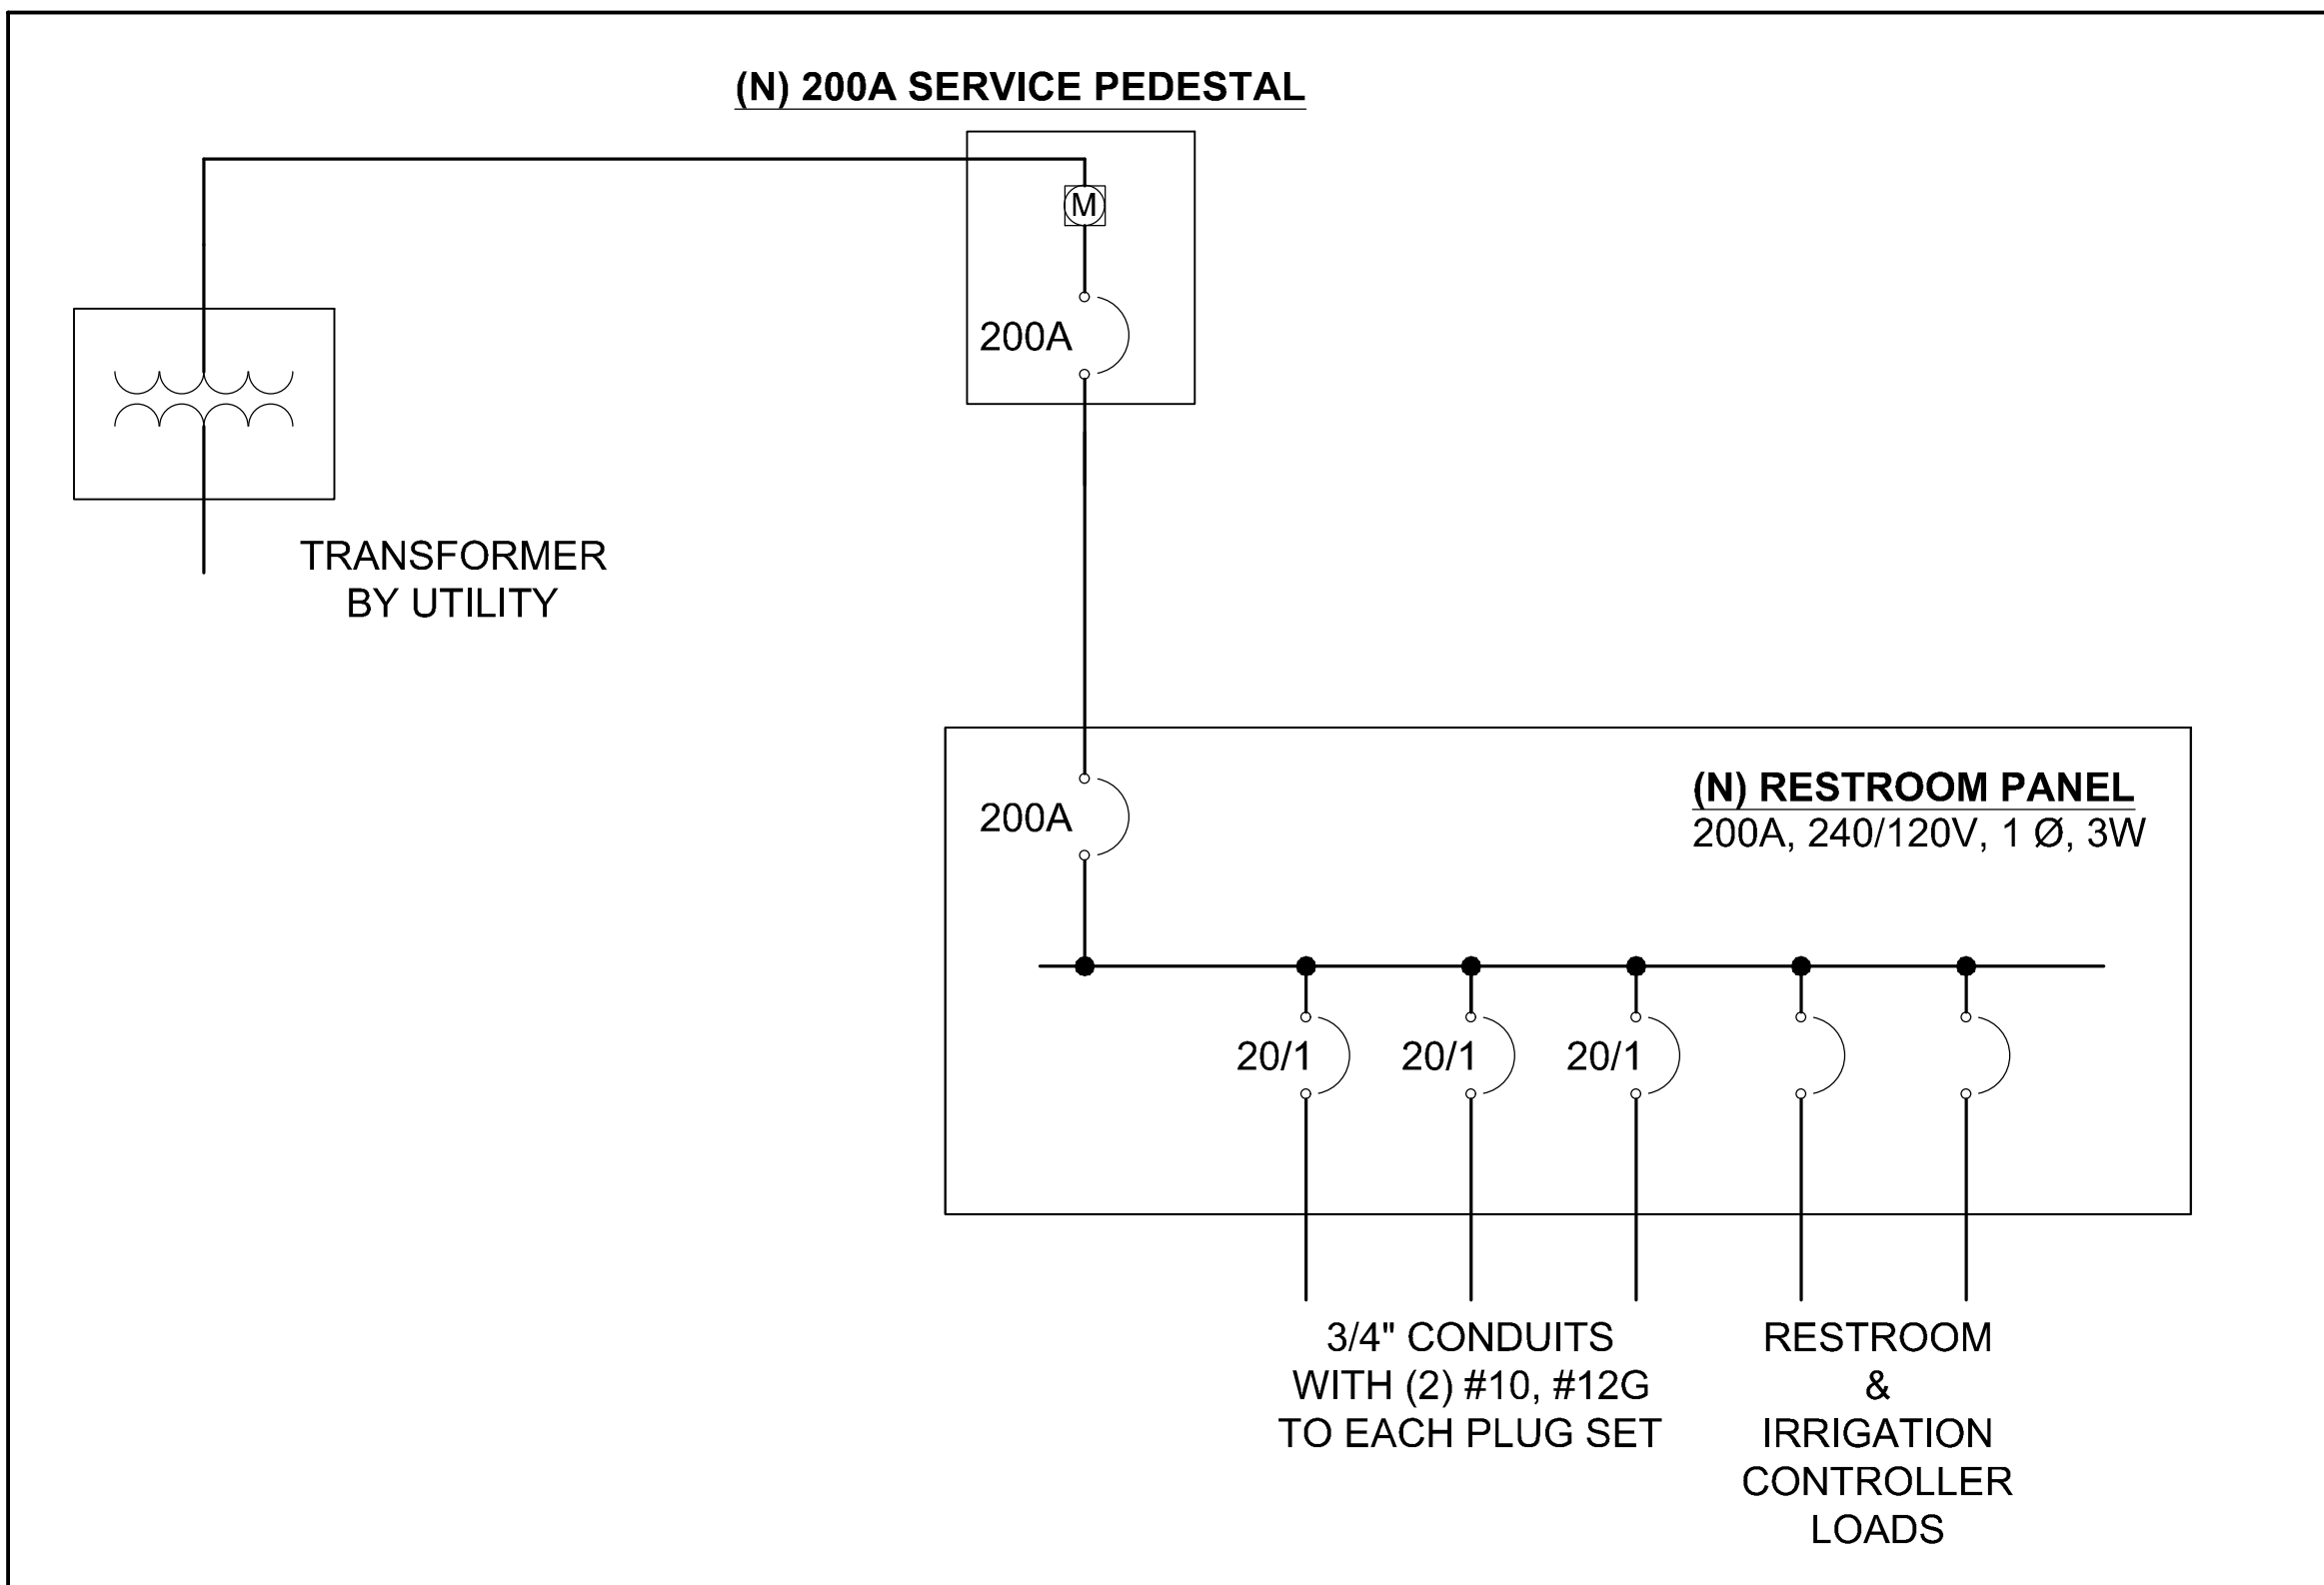 (N) 200A SERVICE PEDESTAL
M
200A
TRANSFORMER
BY UTILITY
(N) RESTROOM PANEL
200A, 240/120V, 1 Ø, 3W
200A
20/1 20/1 20/1
3/4" CONDUITS
WITH (2) #10, #12G
TO EACH PLUG SET
RESTROOM
&
IRRIGATION
CONTROLLER
LOADS